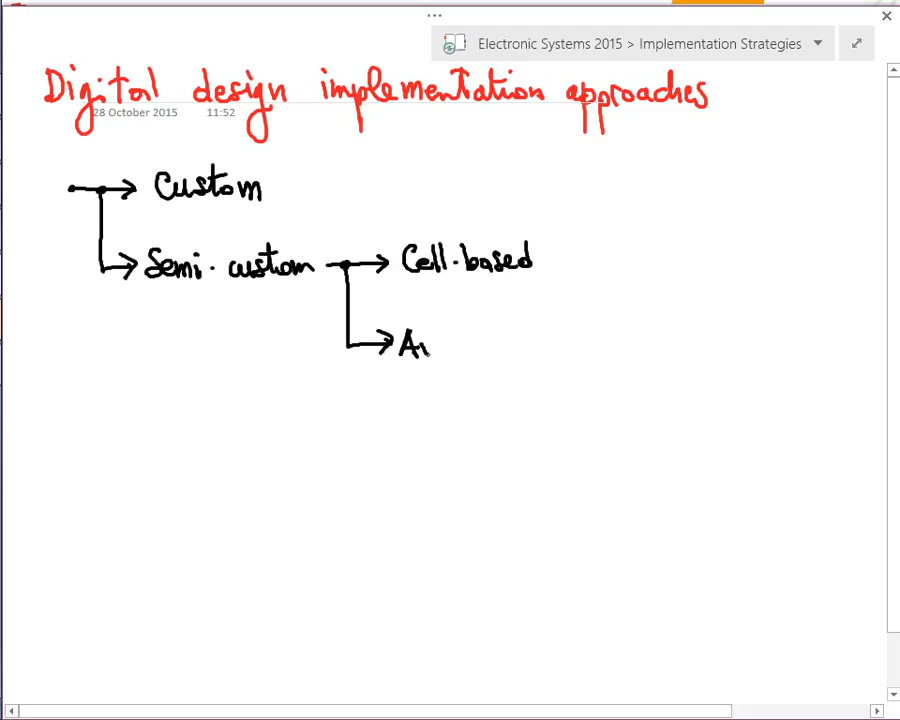 Electronic Systems 2015 > Implementation Strategies
Digital design implementation approaches
28 October 2015 11:52
Custom
Semi-custom
Cell-based